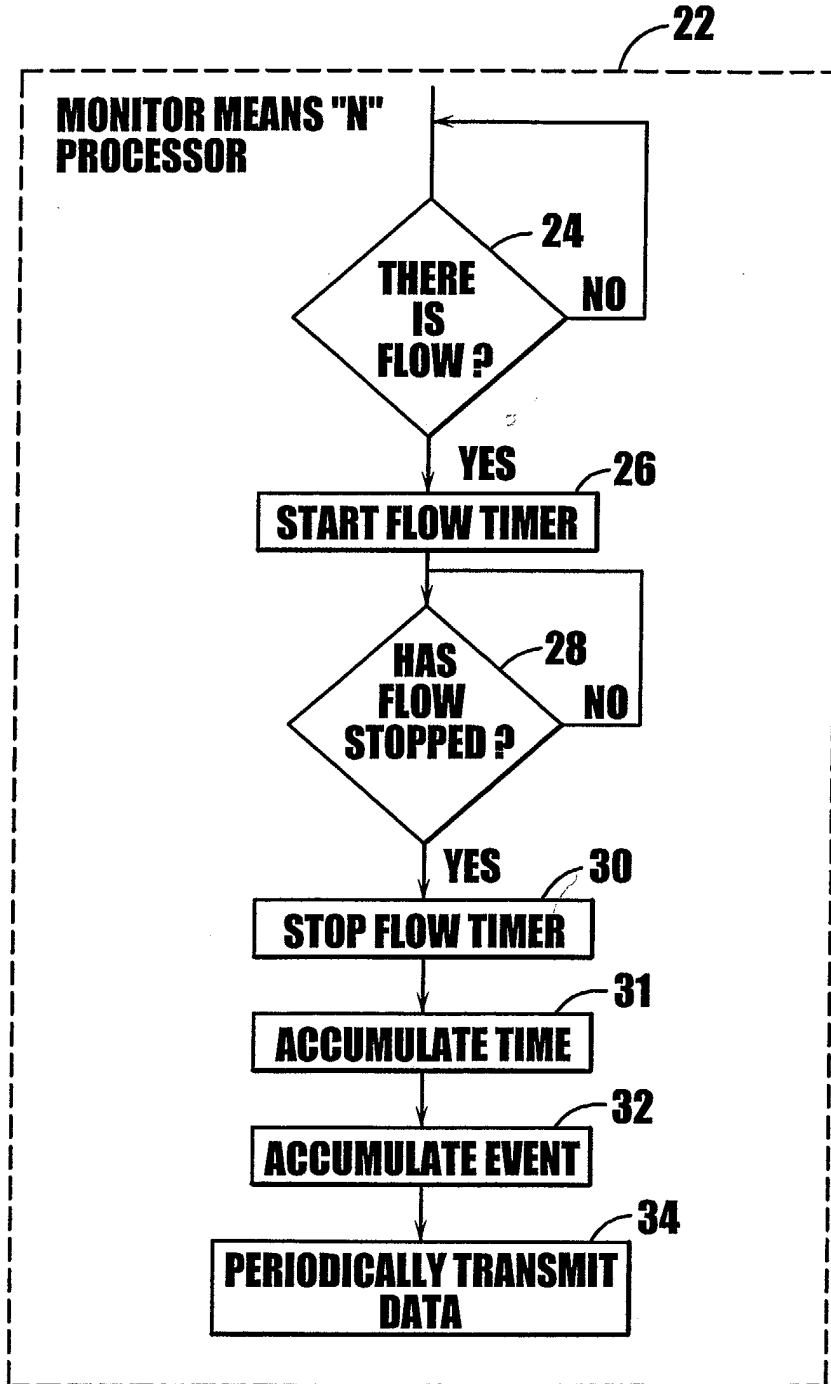 22
MONITOR MEANS "N"
PROCESSOR
24
THERE
IS
FLOW ?
NO
YES
26
START FLOW TIMER
28
HAS
FLOW
STOPPED ?
NO
YES
30
STOP FLOW TIMER
31
ACCUMULATE TIME
32
ACCUMULATE EVENT
34
PERIODICALLY TRANSMIT
DATA